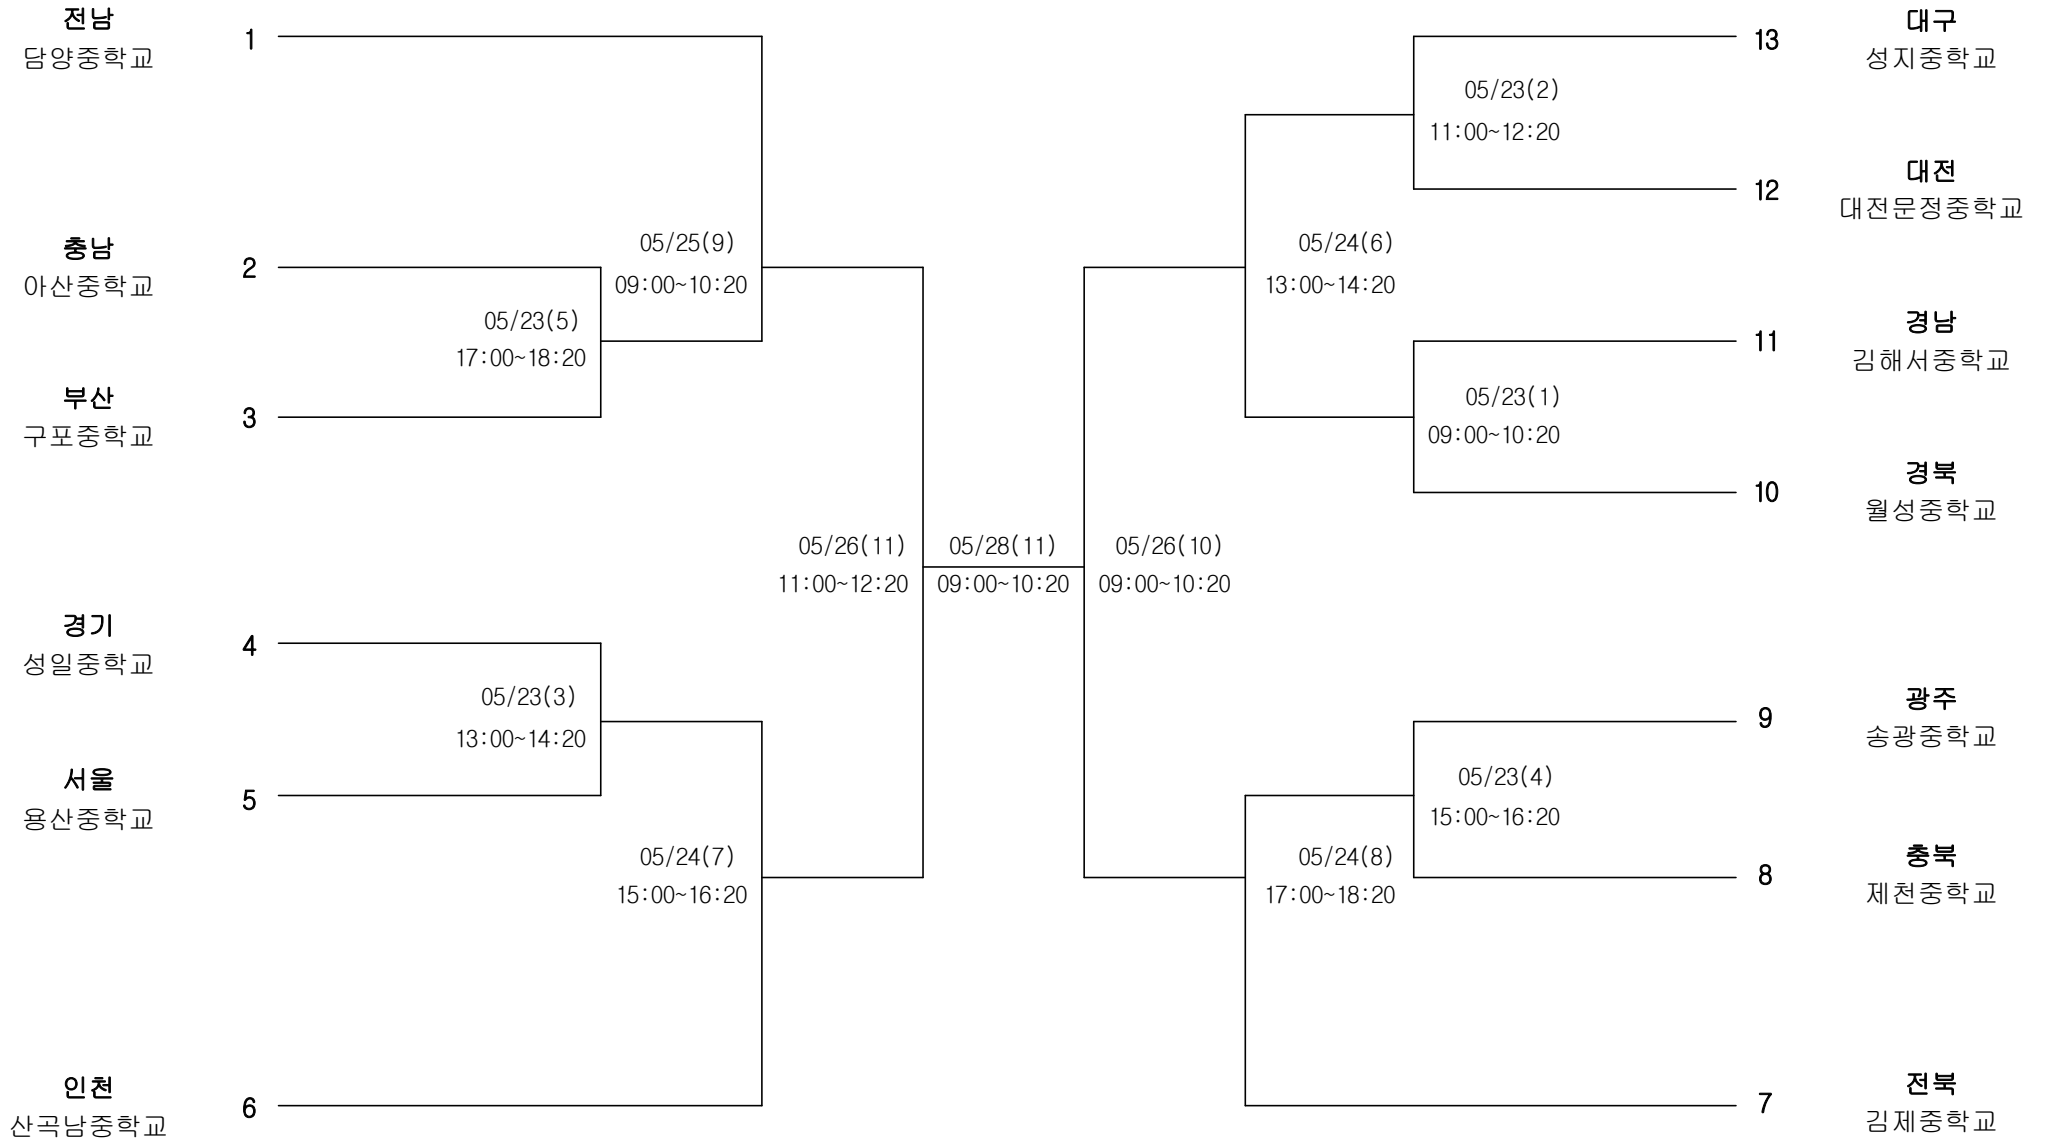 전남
담양중학교
1
충남
아산중학교
2
05/25(9)
09:00~10:20
05/23(5)
17:00~18:20
부산
구포중학교
3
경기
성일중학교
4
05/23(3)
13:00~14:20
서울
용산중학교
5
05/24(7)
15:00~16:20
인천
산곡남중학교
6
05/26(11)
11:00~12:20
05/28(11)
09:00~10:20
05/26(10)
09:00~10:20
13
대구
성지중학교
05/23(2)
11:00~12:20
12
대전
대전문정중학교
05/24(6)
13:00~14:20
11
경남
김해서중학교
05/23(1)
09:00~10:20
10
경북
월성중학교
9
광주
송광중학교
05/23(4)
15:00~16:20
05/24(8)
17:00~18:20
8
충북
제천중학교
7
전북
김제중학교